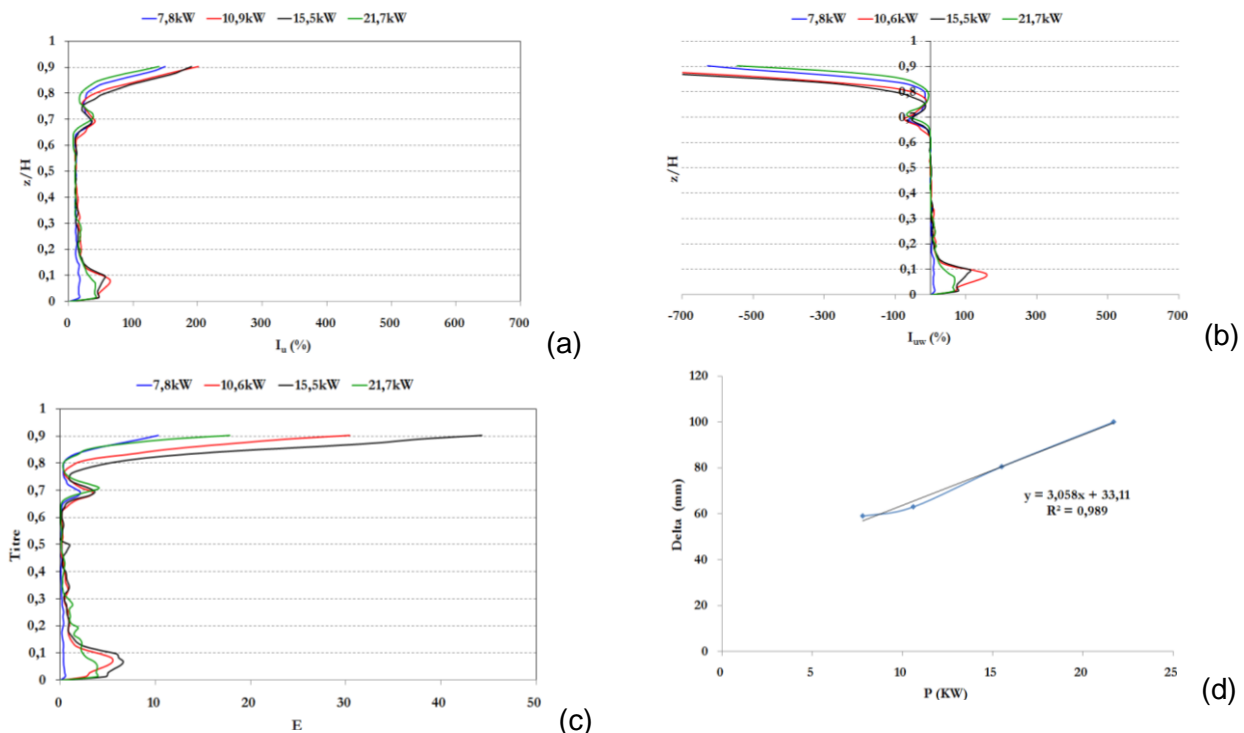 7,8kW 10,9kW 15,5kW 21,7kW
z/H
1
0,9
0,8
0,7
0,6
0,5
0,4
0,3
0,2
0,1
0
0 100 200 300 400 500 600 700
Iu (%)
(a)
7,8kW 10,6kW 15,5kW 21,7kW
z/H
1
0,9
0,8
0,6
0,5
0,4
0,3
0,2
0,1
0
-700 -500 -300 -100 100 300 500 700
Iuw (%)
(b)
7,8kW 10,6kW 15,5kW 21,7kW
Titre
1
0,9
0,8
0,7
0,6
0,5
0,4
0,3
0,2
0,1
0
0 10 20 30 40 50
E
(c)
Delta (mm)
120
100
80
60
40
20
0
y = 3,058x + 33,11
R² = 0,989
0 5 10 15 20 25
P (KW)
(d)